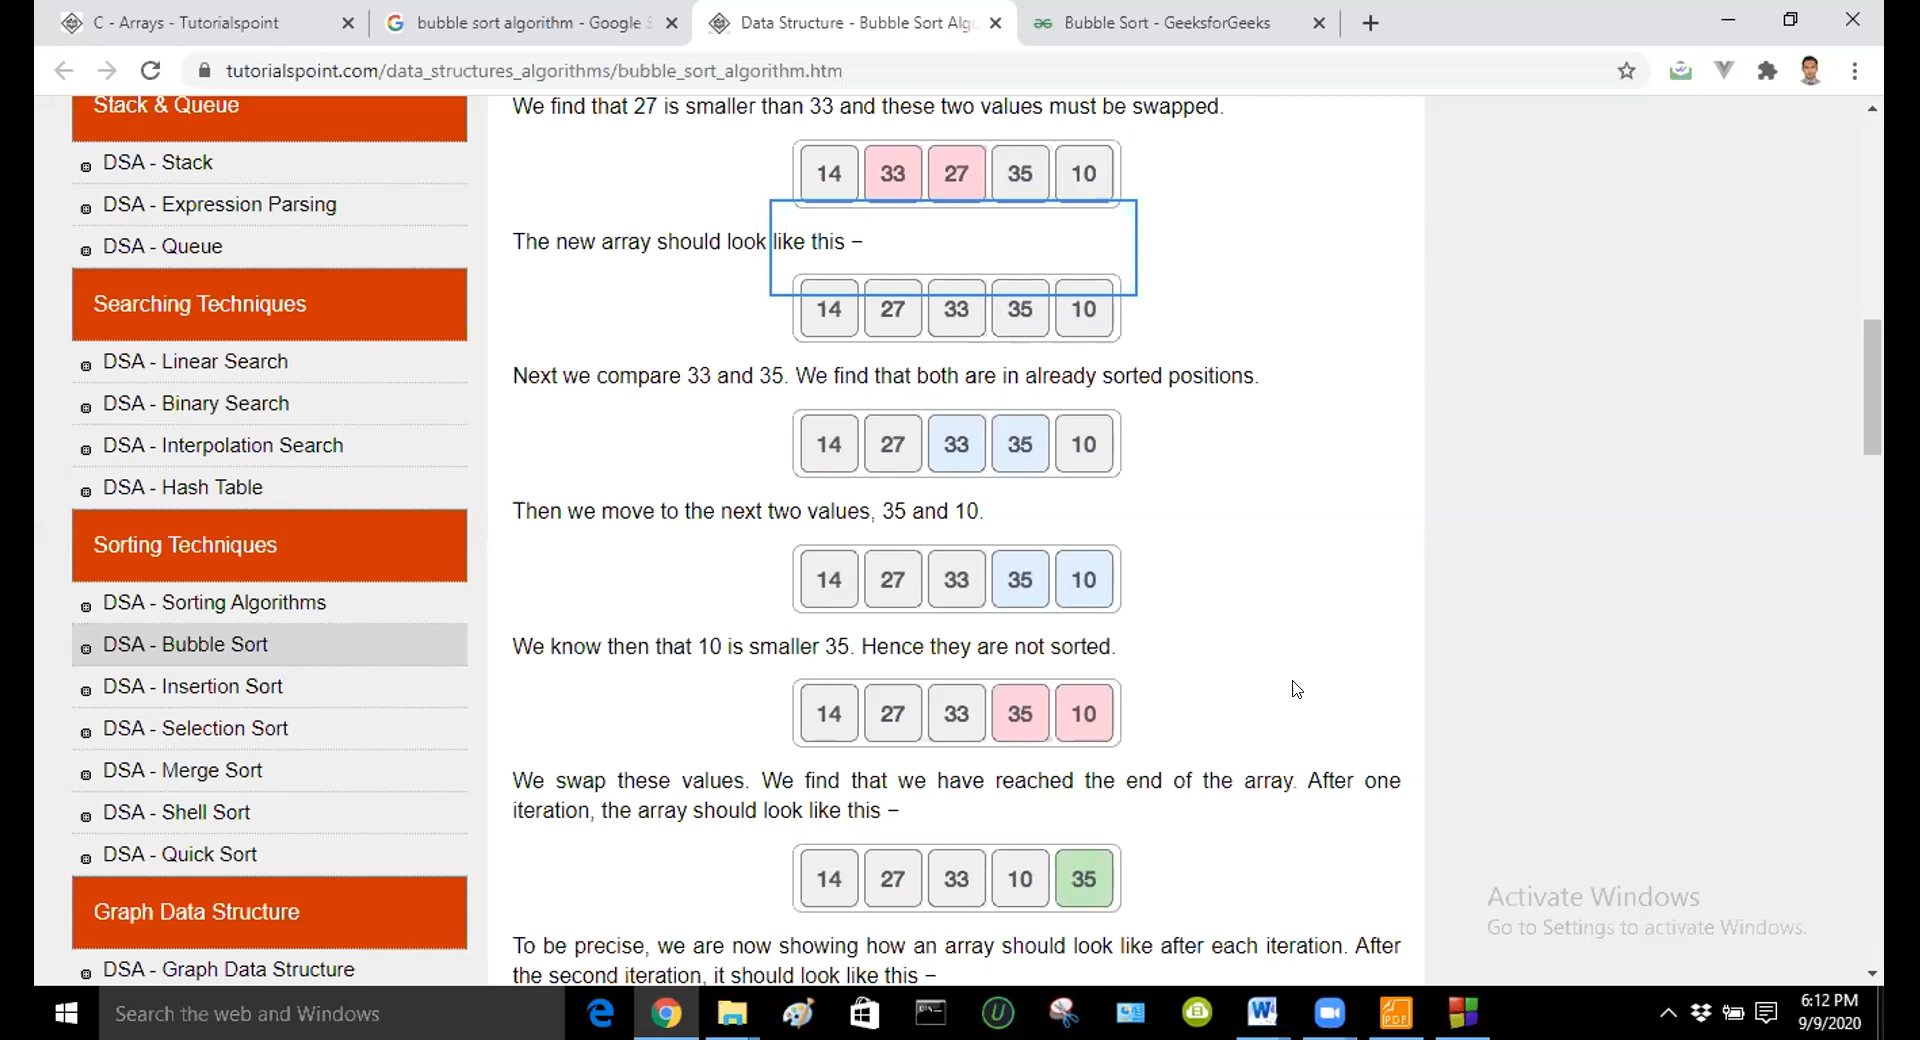 C - Arrays - Tutorialspoint
bubble sort algorithm - Google S
Data Structure - Bubble Sort Algo
Bubble Sort - GeeksforGeeks
tutorialspoint.com/data_structures_algorithms/bubble_sort_algorithm.htm
Stack & Queue
DSA - Stack
DSA - Expression Parsing
DSA - Queue
Searching Techniques
DSA - Linear Search
DSA - Binary Search
DSA - Interpolation Search
DSA - Hash Table
Sorting Techniques
DSA - Sorting Algorithms
DSA - Bubble Sort
DSA - Insertion Sort
DSA - Selection Sort
DSA - Merge Sort
DSA - Shell Sort
DSA - Quick Sort
Graph Data Structure
DSA - Graph Data Structure
We find that 27 is smaller than 33 and these two values must be swapped.
14 33 27 35 10
The new array should look like this −
14 27 33 35 10
Next we compare 33 and 35. We find that both are in already sorted positions.
14 27 33 35 10
Then we move to the next two values, 35 and 10.
14 27 33 35 10
We know then that 10 is smaller 35. Hence they are not sorted.
14 27 33 35 10
We swap these values. We find that we have reached the end of the array. After one
iteration, the array should look like this −
14 27 33 10 35
To be precise, we are now showing how an array should look like after each iteration. After
the second iteration, it should look like this −
Activate Windows
Go to Settings to activate Windows.
Search the web and Windows
PDF
6:12 PM
9/9/2020